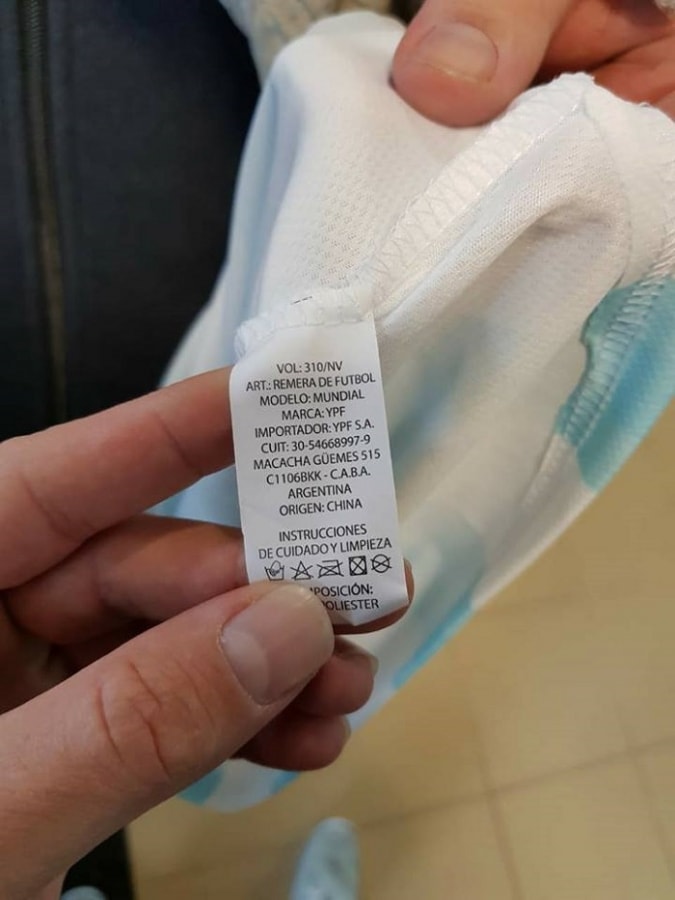 VOL: 310/NV
ART.: REMERA DE FUTBOL
MODELO: MUNDIAL
MARCA: YPF
IMPORTADOR: YPF S.A.
CUIT: 30-54668997-9
MACACHA GÜEMES 515
C1106BKK - C.A.B.A.
ARGENTINA
ORIGEN: CHINA
INSTRUCCIONES
DE CUIDADO Y LIMPIEZA